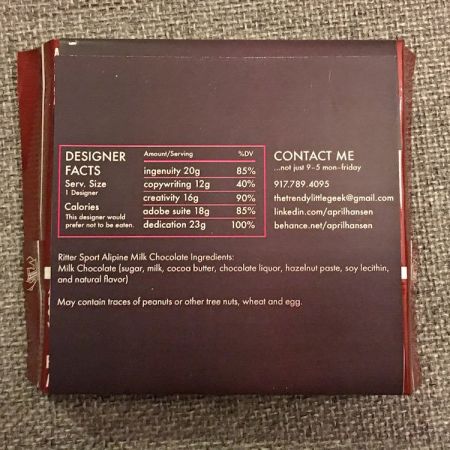 DESIGNER
FACTS
Serv. Size
1 Designer
Calories
This designer would
prefer not to be eaten.
Amount/Serving %DV
ingenuity 20g 85%
copywriting 12g 40%
creativity 16g 90%
adobe suite 18g 85%
dedication 23g 100%
CONTACT ME
...not just 9-5 mon-friday
917.789.4095
thetrendylittlegeek@gmail.com
linkedin.com/aprilhansen
behance.net/aprilhansen
Ritter Sport Alipine Milk Chocolate Ingredients:
Milk Chocolate (sugar, milk, cocoa butter, chocolate liquor, hazelnut paste, soy lecithin,
and natural flavor)
May contain traces of peanuts or other tree nuts, wheat and egg.